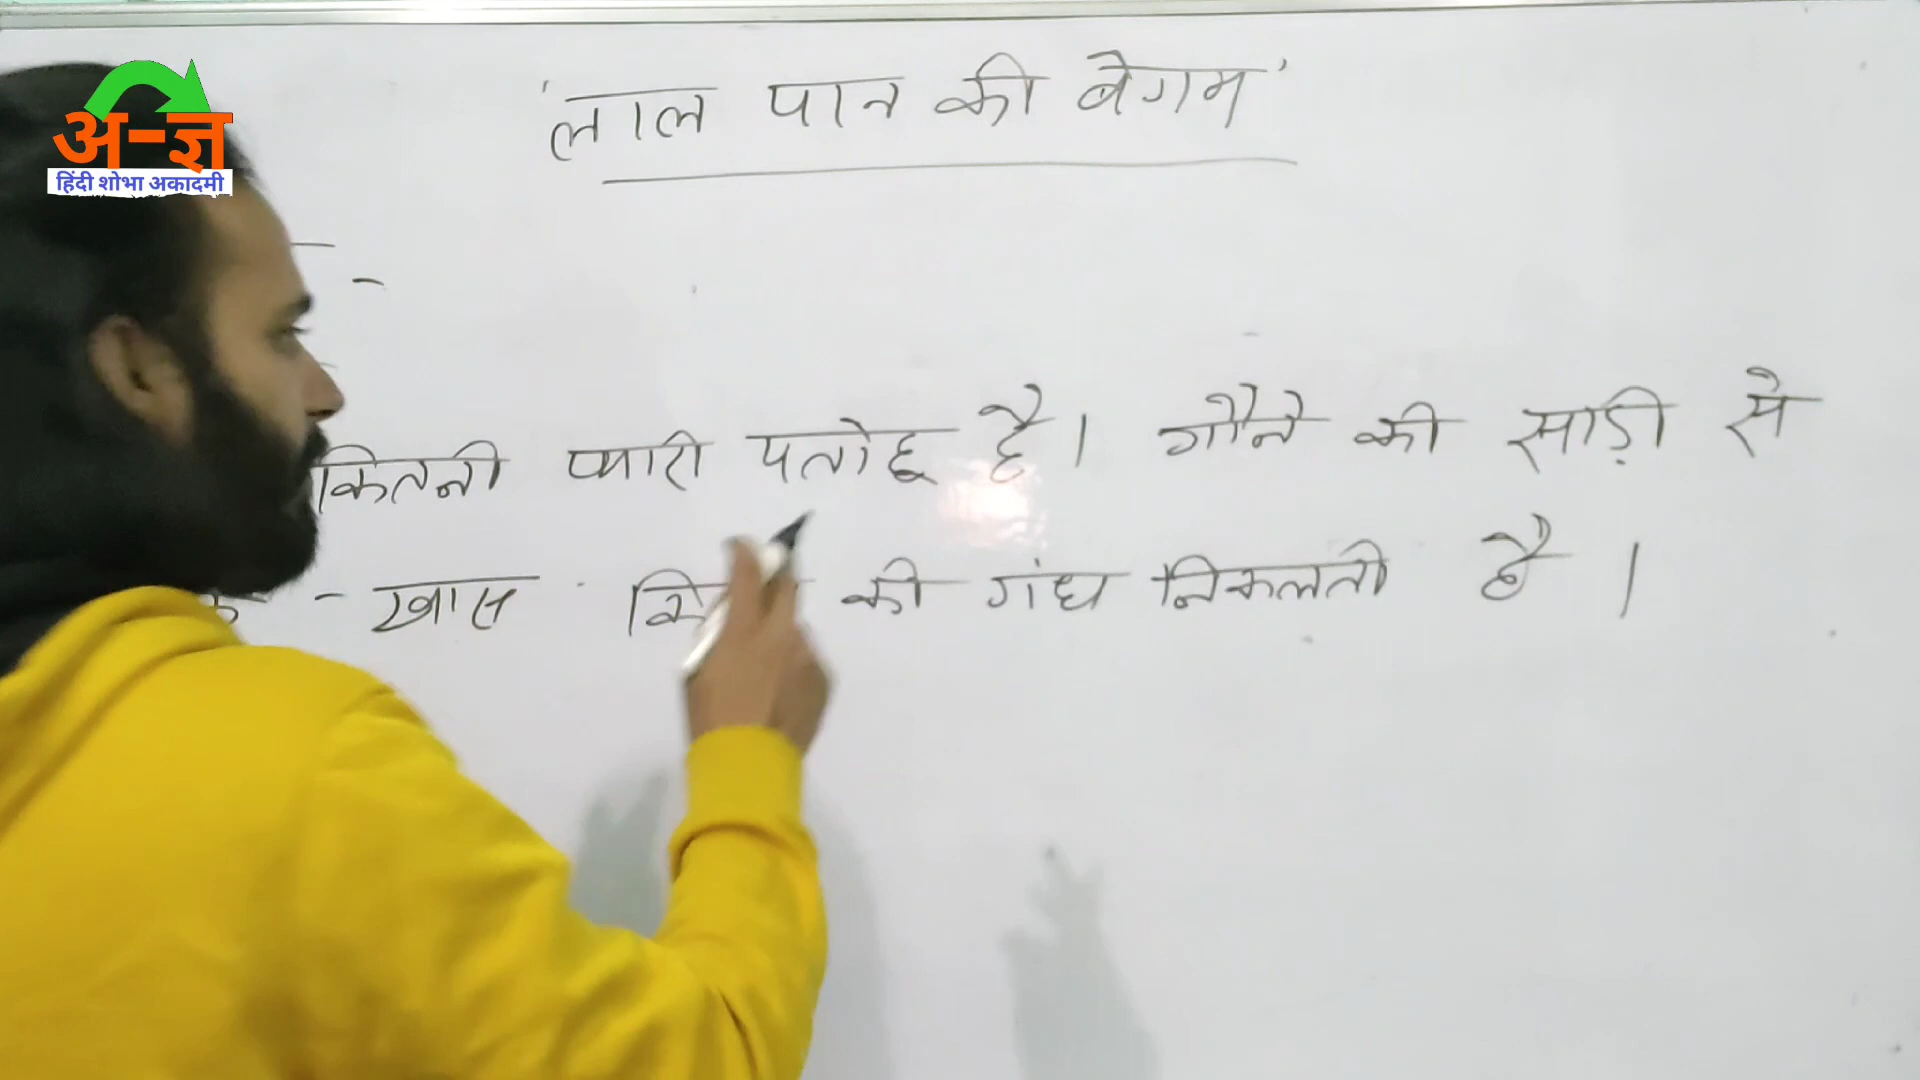 अ-ज्ञ
हिंदी शोभा अकादमी
'लाल पान की बेगम'
कितनी प्यारी पतोहू है। गौने की साड़ी से
- खास की गंध निकलती है।